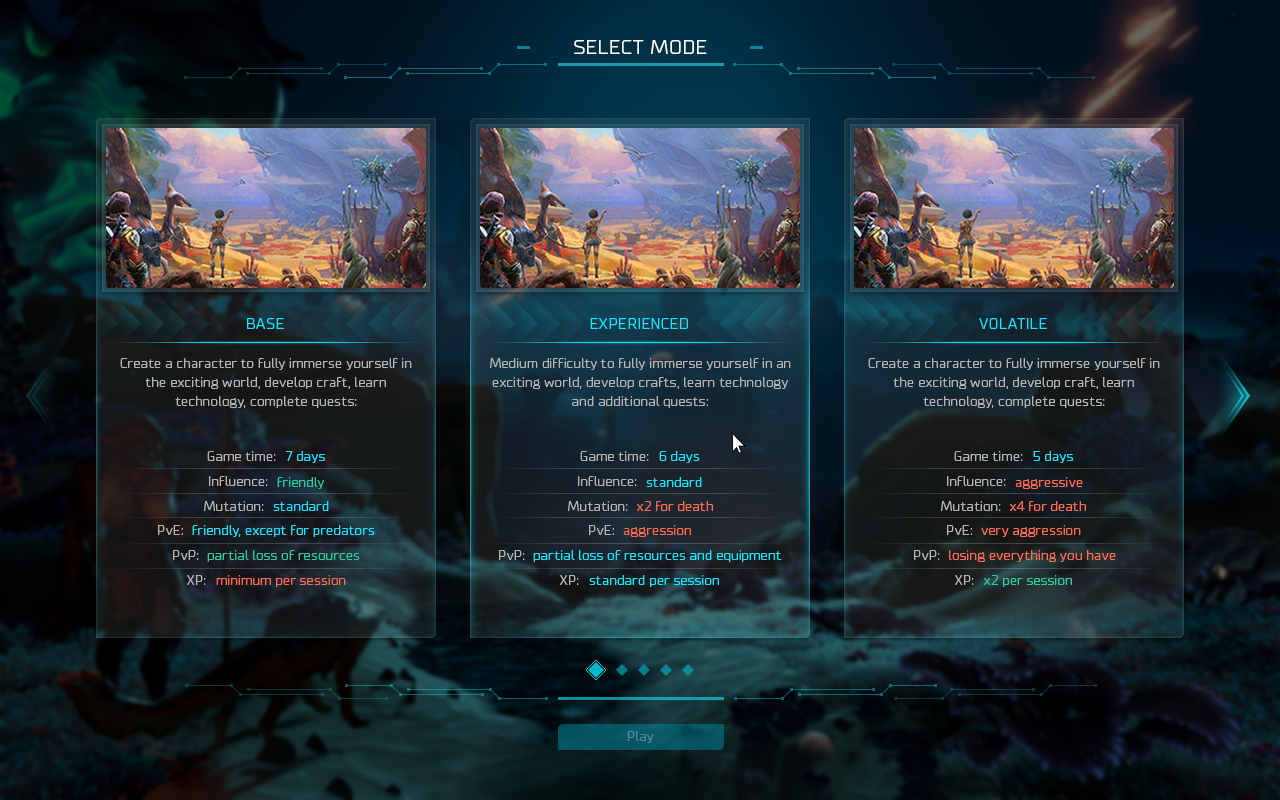 SELECT MODE
BASE
Create a character to fully immerse yourself in
the exciting world, develop craft, learn
technology, complete quests:
Game time: 7 days
Influence: friendly
Mutation: standard
PvE: friendly, except for predators
PvP: partial loss of resources
XP: minimum per session
EXPERIENCED
Medium difficulty to fully immerse yourself in an
exciting world, develop crafts, learn technology
and additional quests:
Game time: 6 days
Influence: standard
Mutation: x2 for death
PvE: aggression
PvP: partial loss of resources and equipment
XP: standard per session
VOLATILE
Create a character to fully immerse yourself in
the exciting world, develop craft, learn
technology, complete quests:
Game time: 5 days
Influence: aggressive
Mutation: x4 for death
PvE: very aggression
PvP: losing everything you have
XP: x2 per session
Play